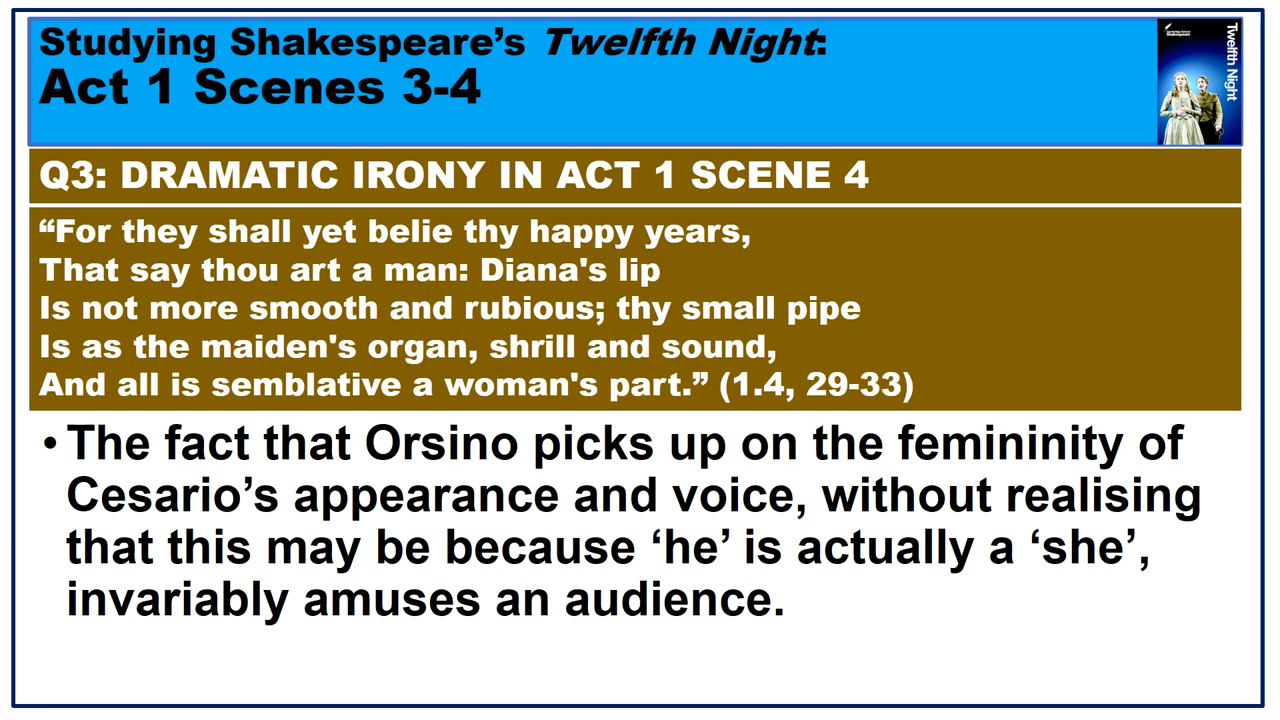 Studying Shakespeare’s Twelfth Night:
Act 1 Scenes 3-4
Cambridge School
Shakespeare
Twelfth Night
Q3: DRAMATIC IRONY IN ACT 1 SCENE 4
“For they shall yet belie thy happy years,
That say thou art a man: Diana's lip
Is not more smooth and rubious; thy small pipe
Is as the maiden's organ, shrill and sound,
And all is semblative a woman's part.” (1.4, 29-33)
• The fact that Orsino picks up on the femininity of
Cesario’s appearance and voice, without realising
that this may be because ‘he’ is actually a ‘she’,
invariably amuses an audience.